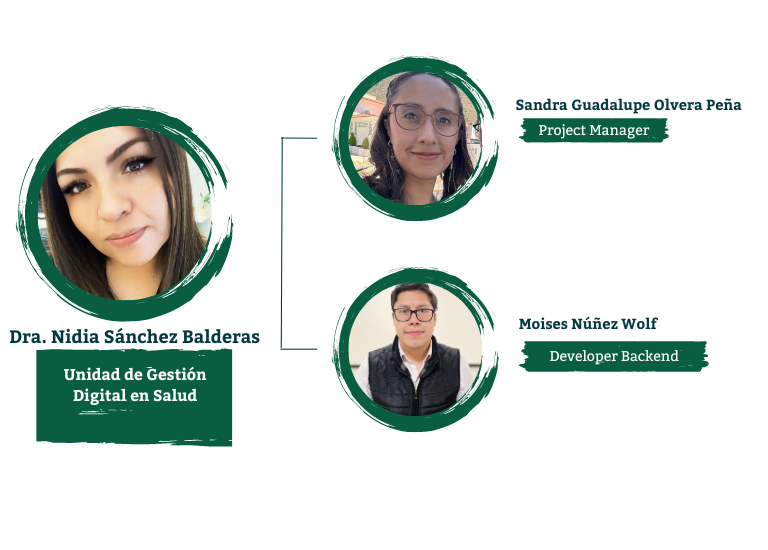 Dra. Nidia Sánchez Balderas
Unidad de Gestión
Digital en Salud
Sandra Guadalupe Olvera Peña
Project Manager
Moises Núñez Wolf
Developer Backend